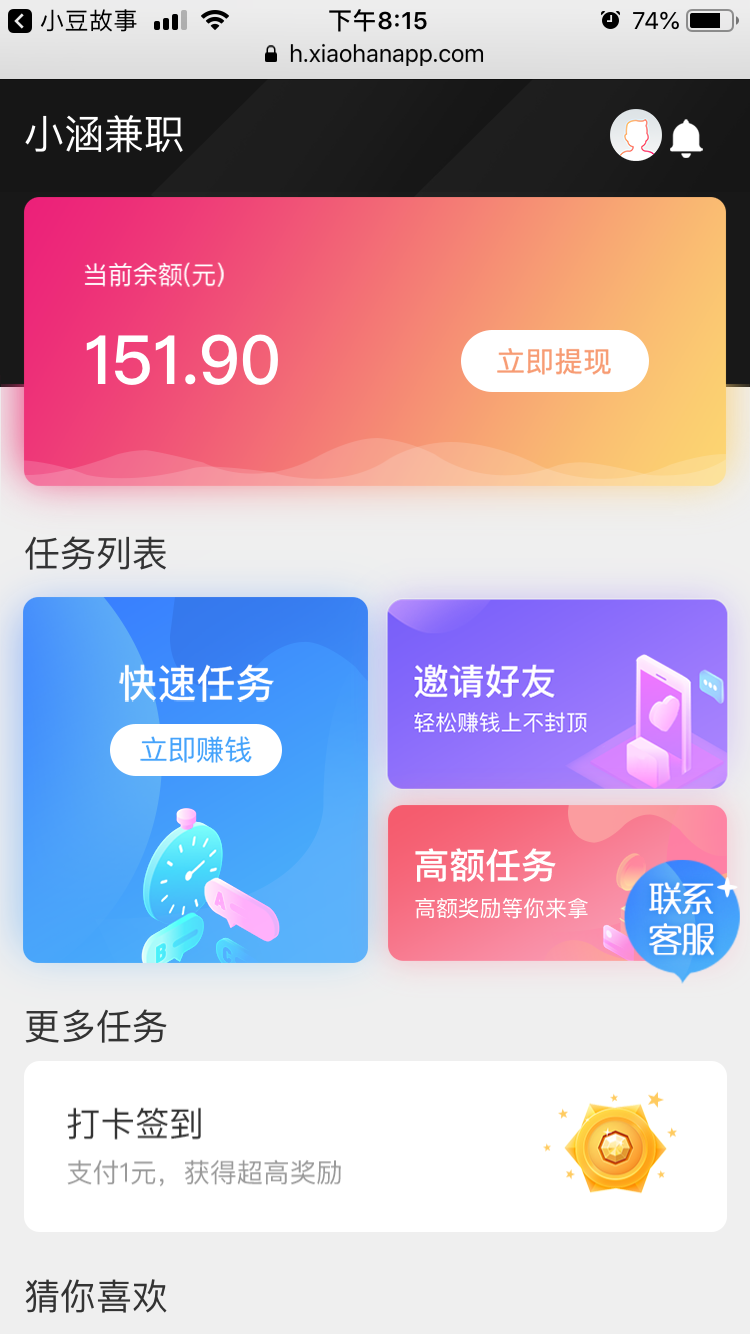 小豆故事
下午8:15
74%
h.xiaohanapp.com
小涵兼职
当前余额(元)
151.90
立即提现
任务列表
快速任务
立即赚钱
A
B
C
邀请好友
轻松赚钱上不封顶
高额任务
高额奖励等你来拿
联系
客服
更多任务
打卡签到
支付1元，获得超高奖励
猜你喜欢